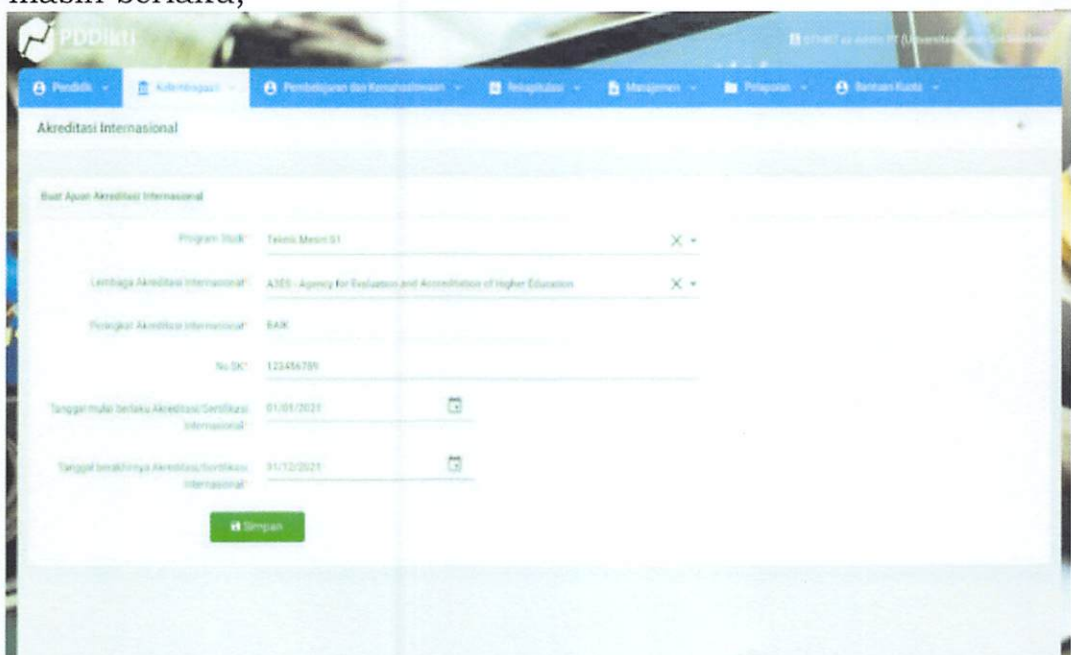 masih berlaku,
PDDikti
Pendidik
Kelembagaan
Pembelajaran dan Kemahasiswaan
Rekapitulasi
Manajemen
Pelaporan
Bantuan Kuota
Akreditasi Internasional
Buat Ajuan Akreditasi Internasional
Program Studi* Teknik Mesin S1
Lembaga Akreditasi Internasional* A3ES - Agency for Evaluation and Accreditation of Higher Education
Peringkat Akreditasi Internasional* BAIK
No SK* 123456789
Tanggal mulai berlaku Akreditasi/Sertifikasi 01/01/2021
Internasional*
Tanggal berakhirnya Akreditasi/Sertifikasi 31/12/2021
Internasional*
Simpan